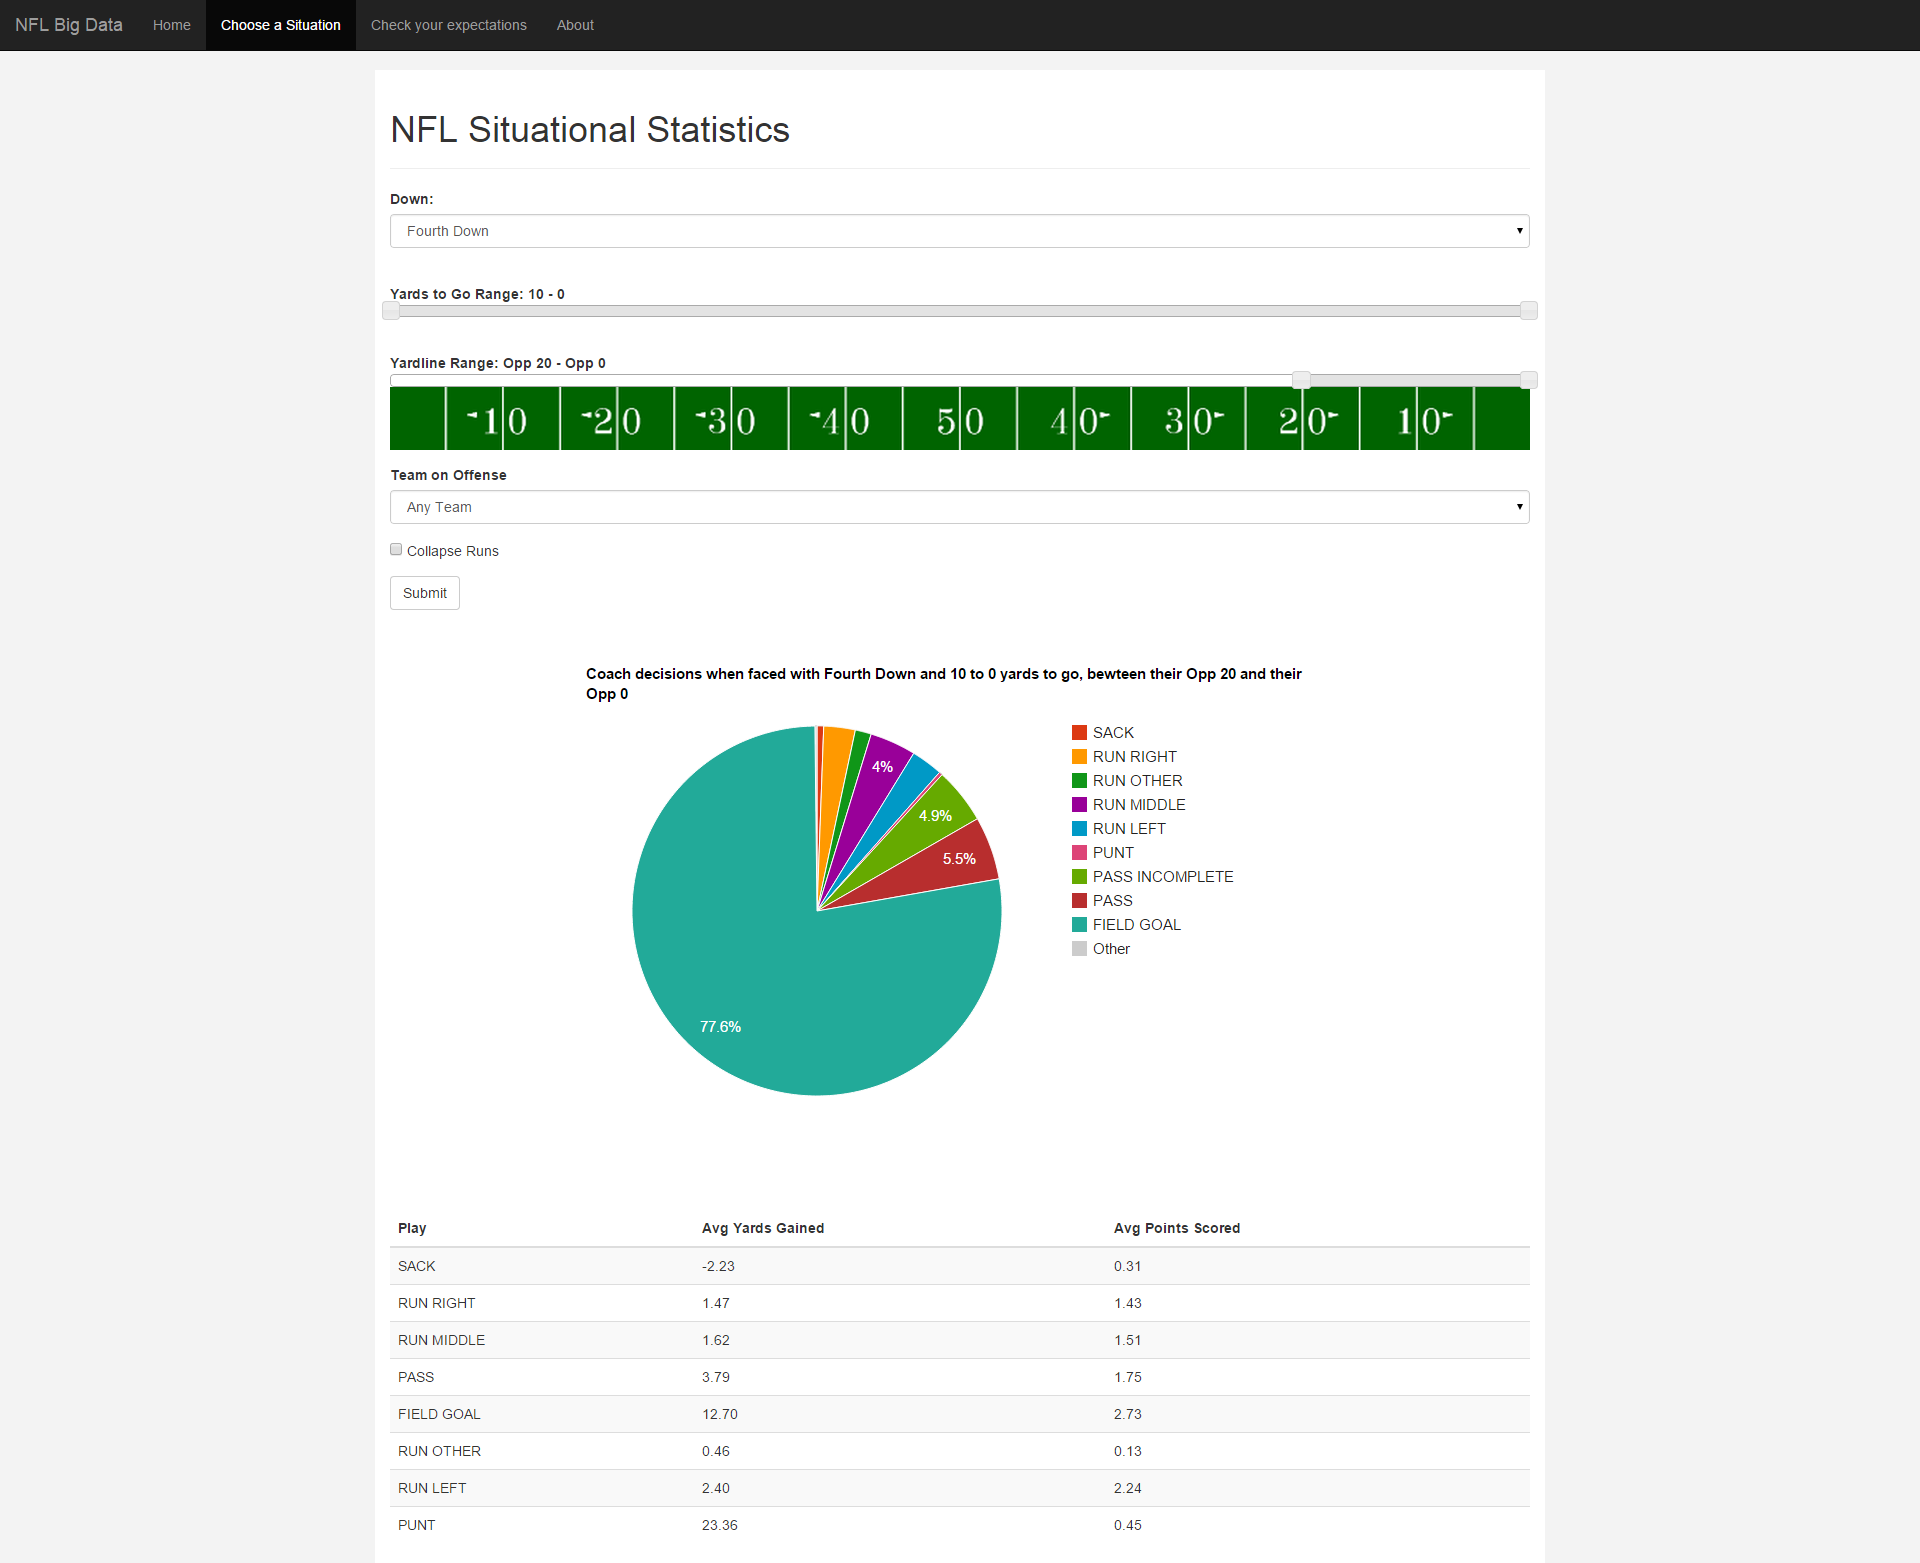 NFL Big Data Home Choose a Situation Check your expectations About
NFL Situational Statistics
Down:
Fourth Down
Yards to Go Range: 10 - 0
Yardline Range: Opp 20 - Opp 0
10 20 30 40 50 40 30 20 10
Team on Offense
Any Team
Collapse Runs
Submit
Coach decisions when faced with Fourth Down and 10 to 0 yards to go, bewteen their Opp 20 and their
Opp 0
4%
4.9%
5.5%
77.6%
SACK
RUN RIGHT
RUN OTHER
RUN MIDDLE
RUN LEFT
PUNT
PASS INCOMPLETE
PASS
FIELD GOAL
Other
Play Avg Yards Gained Avg Points Scored
SACK -2.23 0.31
RUN RIGHT 1.47 1.43
RUN MIDDLE 1.62 1.51
PASS 3.79 1.75
FIELD GOAL 12.70 2.73
RUN OTHER 0.46 0.13
RUN LEFT 2.40 2.24
PUNT 23.36 0.45